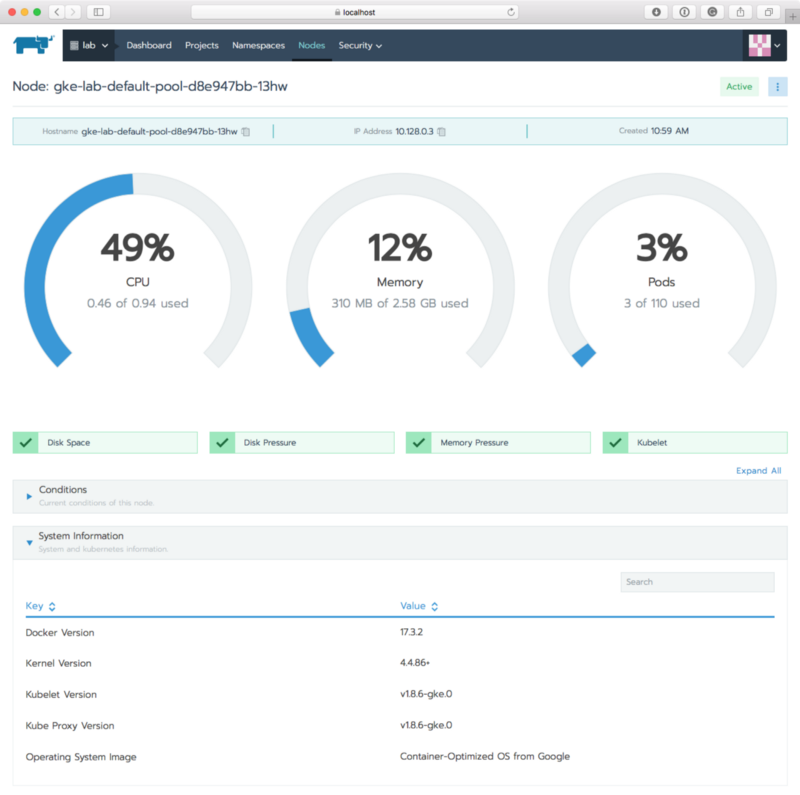 localhost
lab Dashboard Projects Namespaces Nodes Security
Node: gke-lab-default-pool-d8e947bb-13hw
Active
Hostname gke-lab-default-pool-d8e947bb-13hw
IP Address 10.128.0.3
Created 10:59 AM
49%
CPU
0.46 of 0.94 used
12%
Memory
310 MB of 2.58 GB used
3%
Pods
3 of 110 used
Disk Space
Disk Pressure
Memory Pressure
Kubelet
Expand All
Conditions
Current conditions of this node.
System Information
System and kubernetes information.
Search
Key Value
Docker Version 17.3.2
Kernel Version 4.4.86+
Kubelet Version v1.8.6-gke.0
Kube Proxy Version v1.8.6-gke.0
Operating System Image Container-Optimized OS from Google